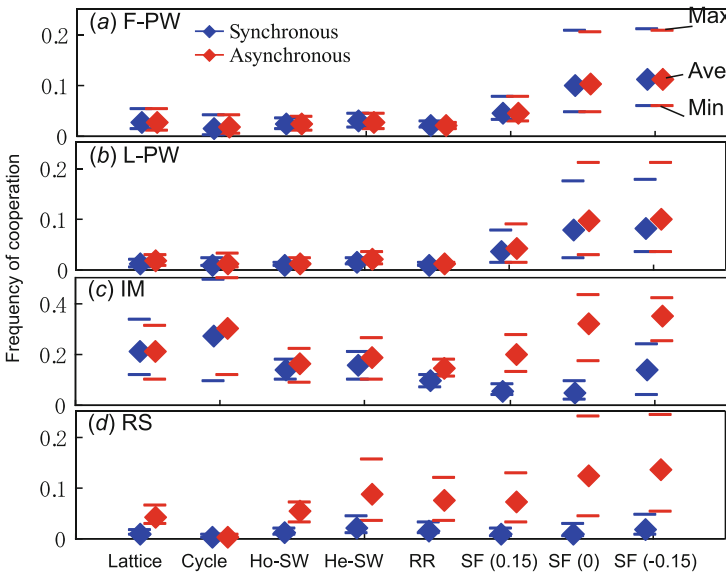 (a) F-PW
Synchronous
Asynchronous
Max
Ave
Min
0.2
0.1
0
(b) L-PW
0.2
0.1
0
(c) IM
0.4
0.2
0
(d) RS
0.2
0.1
0
Frequency of cooperation
Lattice Cycle Ho-SW He-SW RR SF (0.15) SF (0) SF (-0.15)